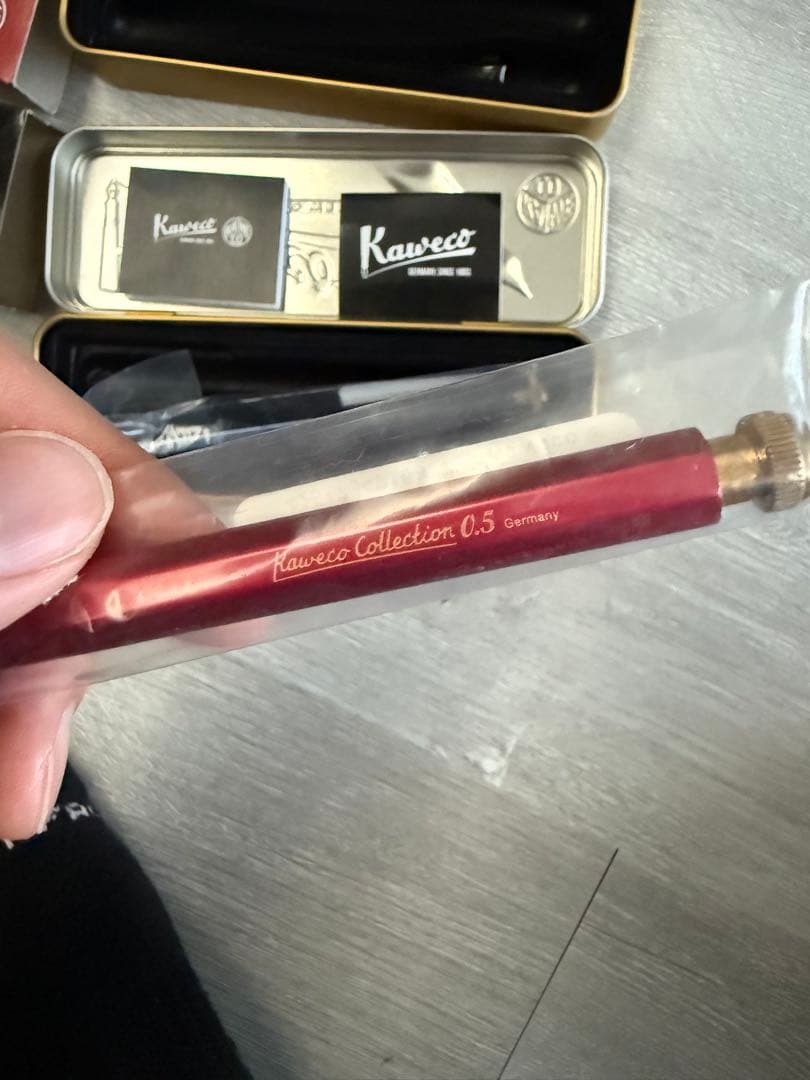 Kaweco
Kaweco
GERMANY, SINCE 1883
Kaweco Collection 0.5 Germany